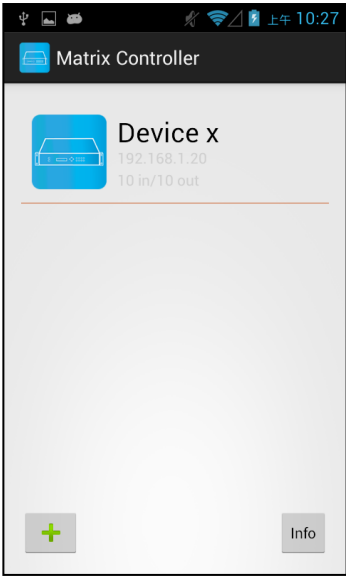 上午 10:27
Matrix Controller
Device x
192.168.1.20
10 in/10 out
Info